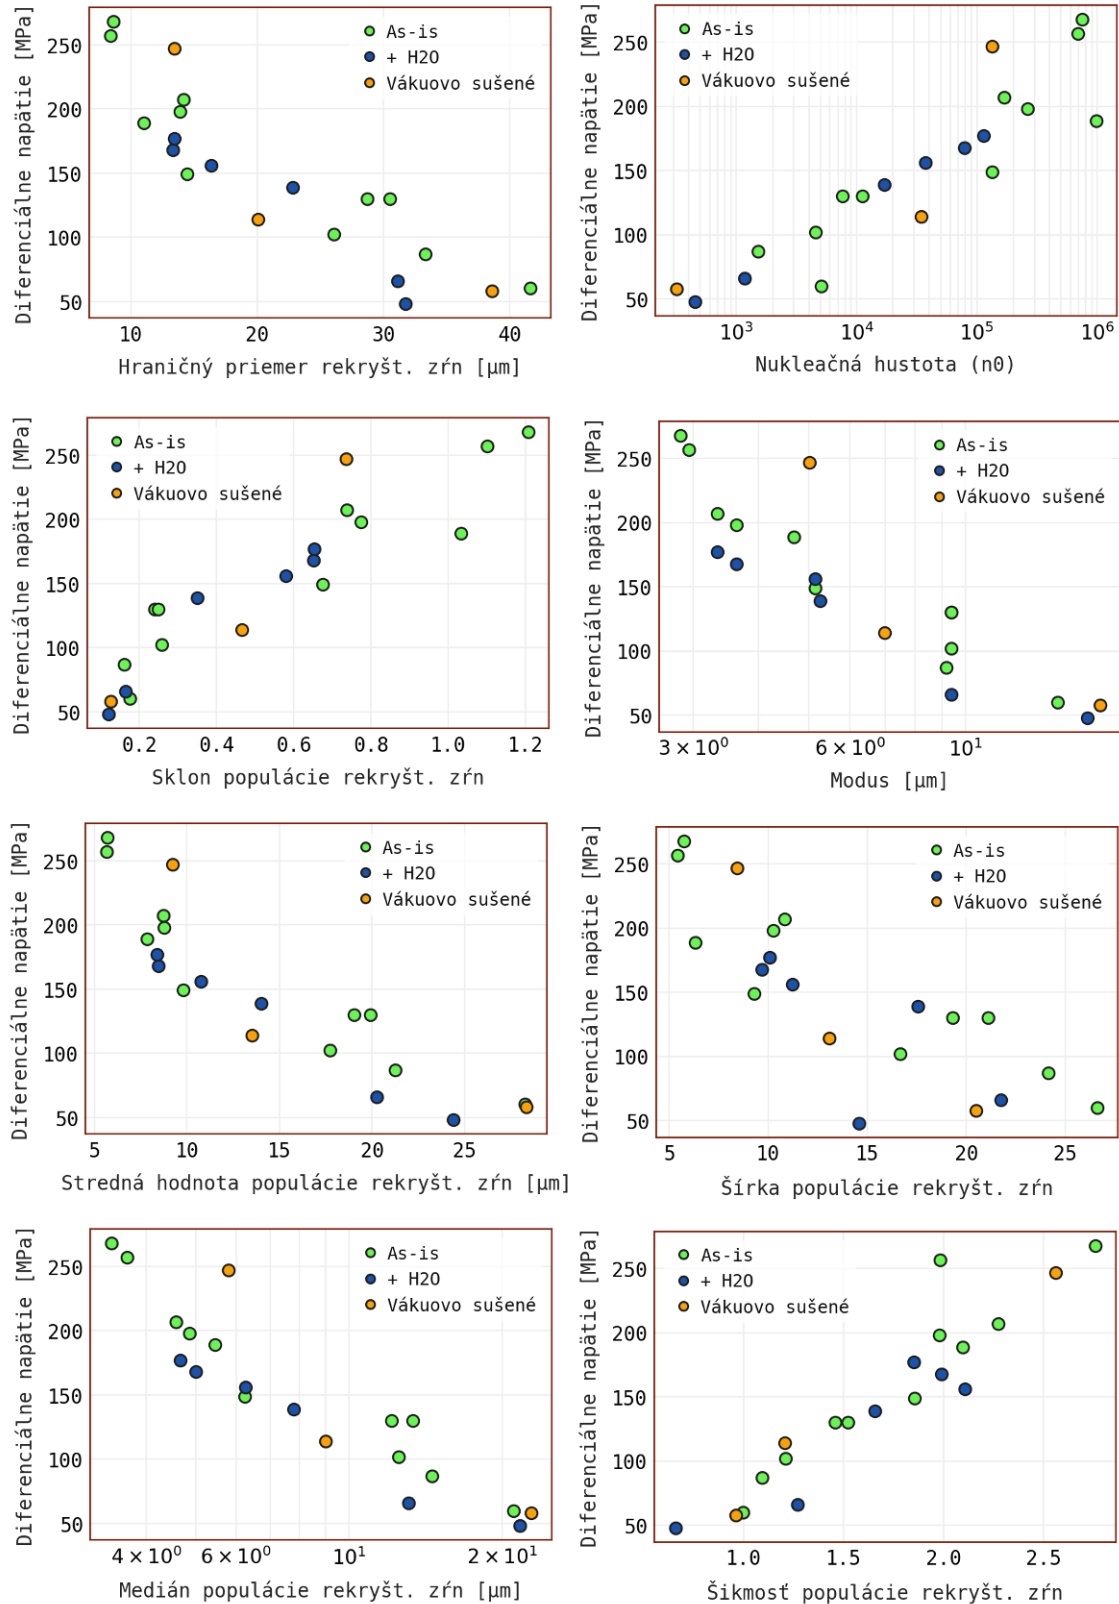 Diferenciálne napätie [MPa]
250
200
150
100
50
As-is
+ H2O
Vákuovo sušené
10 20 30 40
Hraničný priemer rekryšt. zŕn [μm]
Diferenciálne napätie [MPa]
250
200
150
100
50
As-is
+ H2O
Vákuovo sušené
10³ 10⁴ 10⁵ 10⁶
Nukleačná hustota (n0)
Diferenciálne napätie [MPa]
250
200
150
100
50
As-is
+ H2O
Vákuovo sušené
0.2 0.4 0.6 0.8 1.0 1.2
Sklon populácie rekryšt. zŕn
Diferenciálne napätie [MPa]
250
200
150
100
50
As-is
+ H2O
Vákuovo sušené
3 × 10⁰ 6 × 10⁰ 10¹
Modus [μm]
Diferenciálne napätie [MPa]
250
200
150
100
50
As-is
+ H2O
Vákuovo sušené
5 10 15 20 25
Stredná hodnota populácie rekryšt. zŕn [μm]
Diferenciálne napätie [MPa]
250
200
150
100
50
As-is
+ H2O
Vákuovo sušené
5 10 15 20 25
Šírka populácie rekryšt. zŕn
Diferenciálne napätie [MPa]
250
200
150
100
50
As-is
+ H2O
Vákuovo sušené
4 × 10⁰ 6 × 10⁰ 10¹ 2 × 10¹
Medián populácie rekryšt. zŕn [μm]
Diferenciálne napätie [MPa]
250
200
150
100
50
As-is
+ H2O
Vákuovo sušené
1.0 1.5 2.0 2.5
Šikmosť populácie rekryšt. zŕn